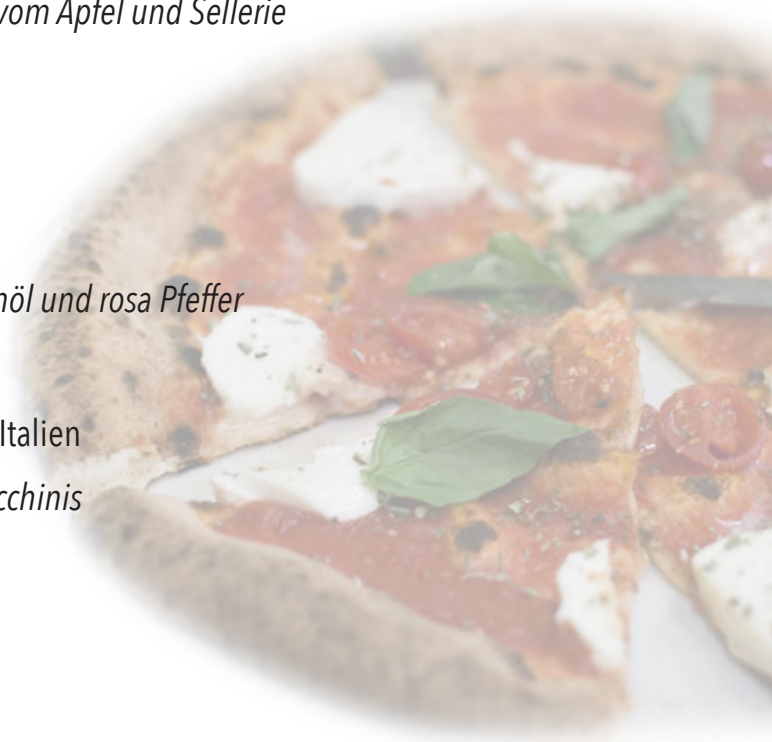 vom Apfel und Sellerie
nöl und rosa Pfeffer
Italien
cchinis